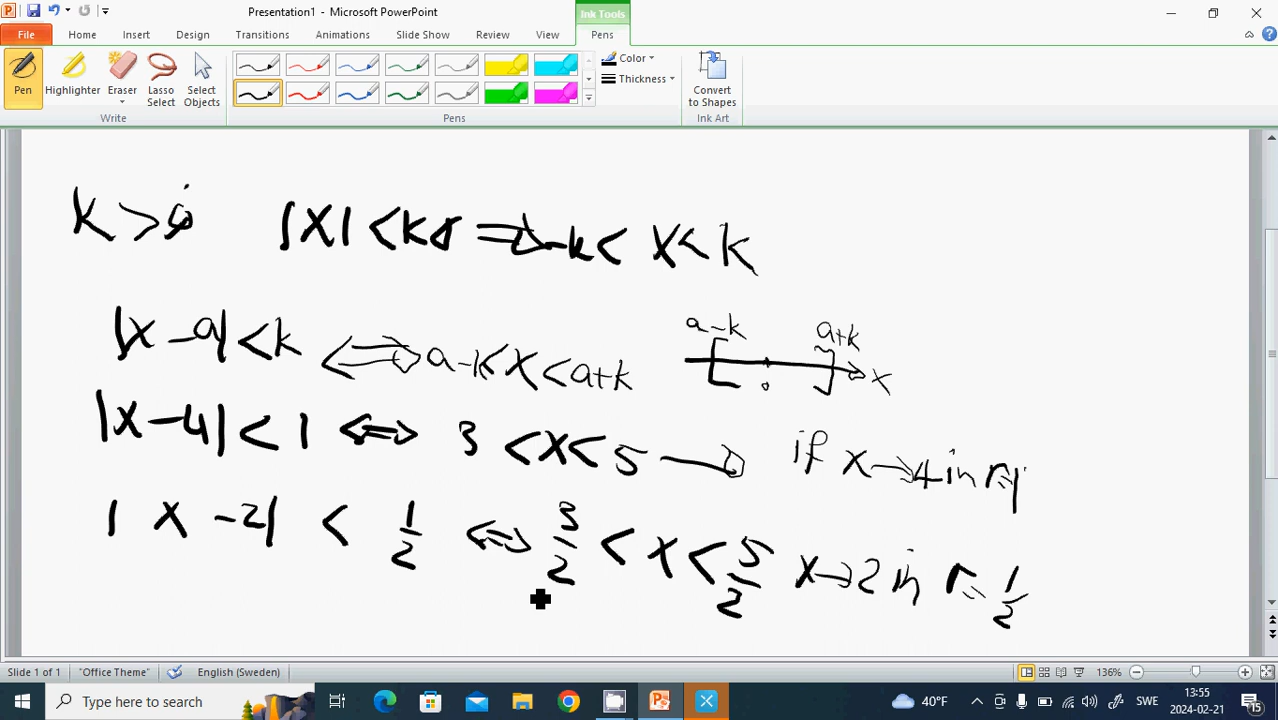 Presentation1 - Microsoft PowerPoint
Ink Tools
File Home Insert Design Transitions Animations Slide Show Review View Pens
Pen Highlighter Eraser Lasso Select Select Objects
Color
Thickness
Convert to Shapes
Write Pens Ink Art
k > 0 |x| < k ⇒ -k < x < k
a-k a+k
|x - a| < k ⟺ a-k < x < a+k
x
|x - 4| < 1 ⟺ 3 < x < 5 → if x → 4 in r=1
|x - 2| < 1/2 ⟺ 3/2 < x < 5/2 x → 2 in r = 1/2
Slide 1 of 1 "Office Theme" English (Sweden) 136%
Type here to search 40°F SWE 13:55
2024-02-21 15